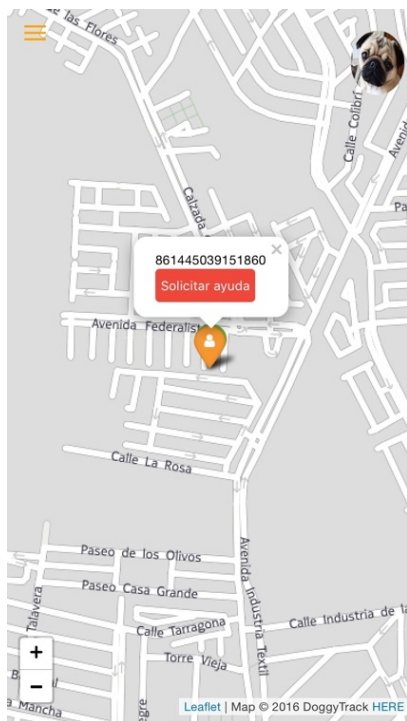 de las Flores
Calle Colibrí
Calzada
Pa
861445039151860
×
Solicitar ayuda
Avenida Federalist
Calle La Rosa
Paseo de los Olivos
Paseo Casa Grande
Avenida Industria Textil
Talavera
Calle Tarragona
Calle Industria de la
Torre Vieja
+
−
a Mancha
Leaflet | Map © 2016 DoggyTrack HERE